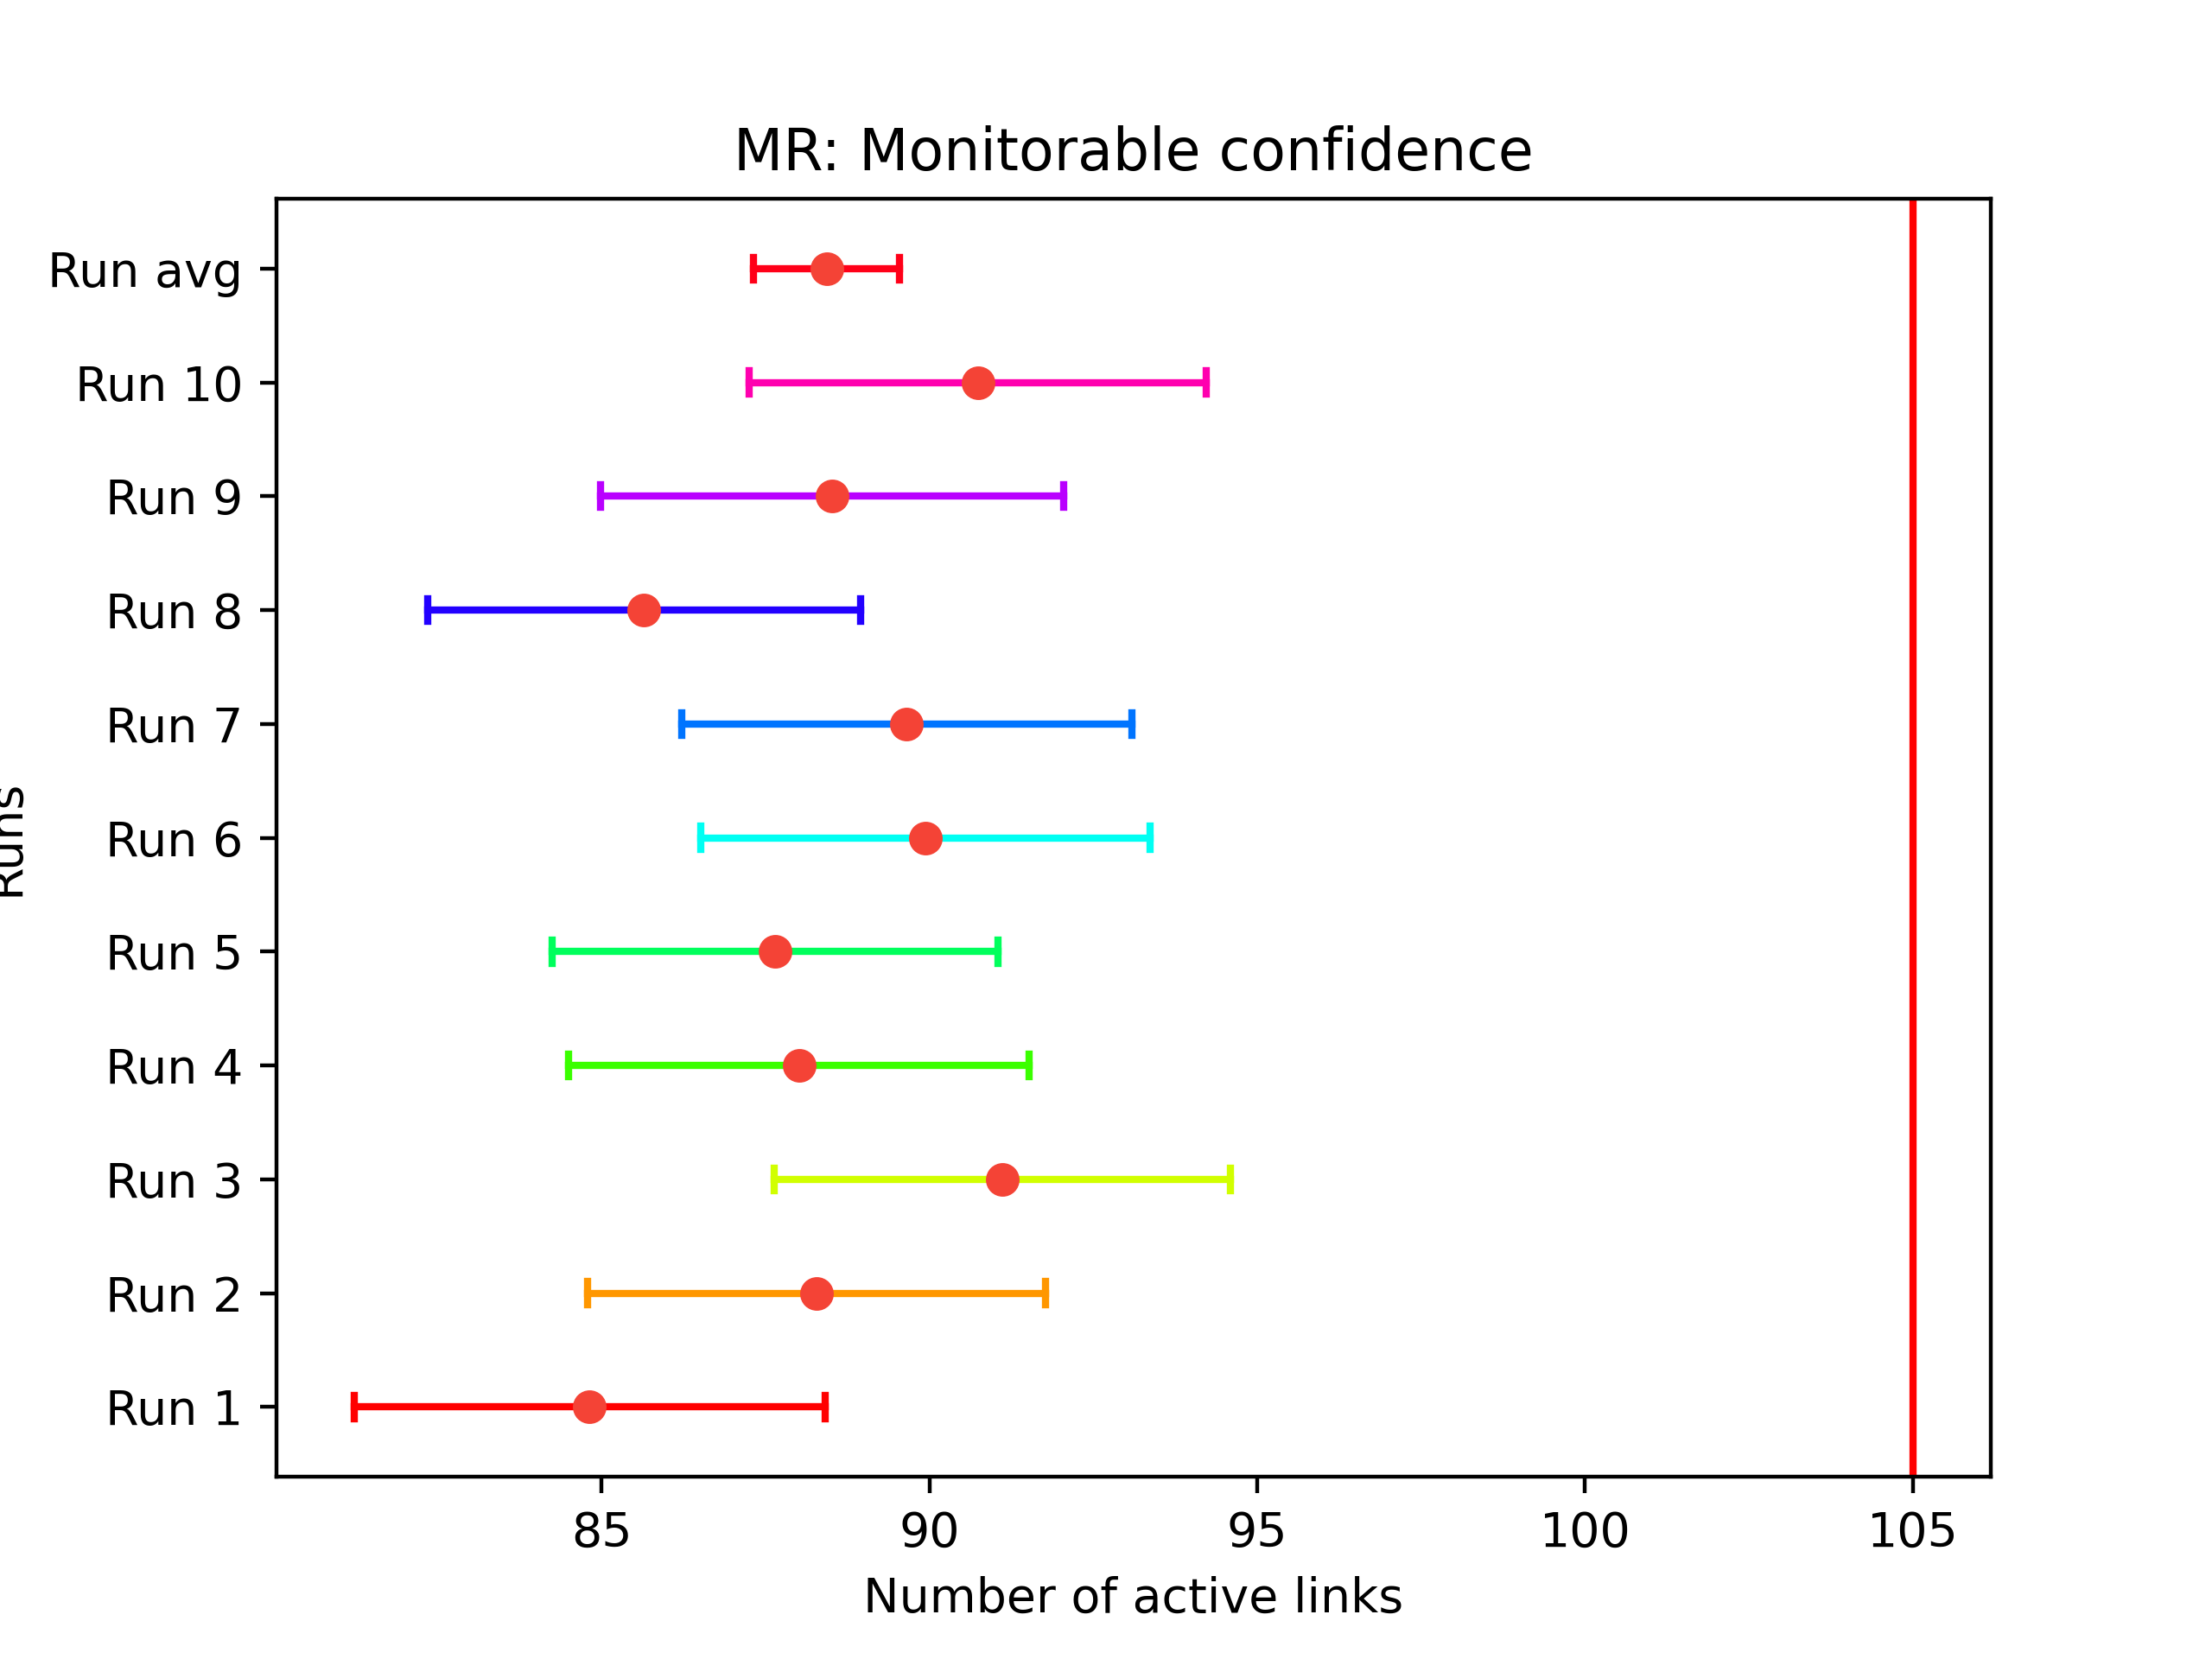 MR: Monitorable confidence
Run avg
Run 10
Run 9
Run 8
Run 7
Run 6
Run 5
Run 4
Run 3
Run 2
Run 1
Runs
85 90 95 100 105
Number of active links